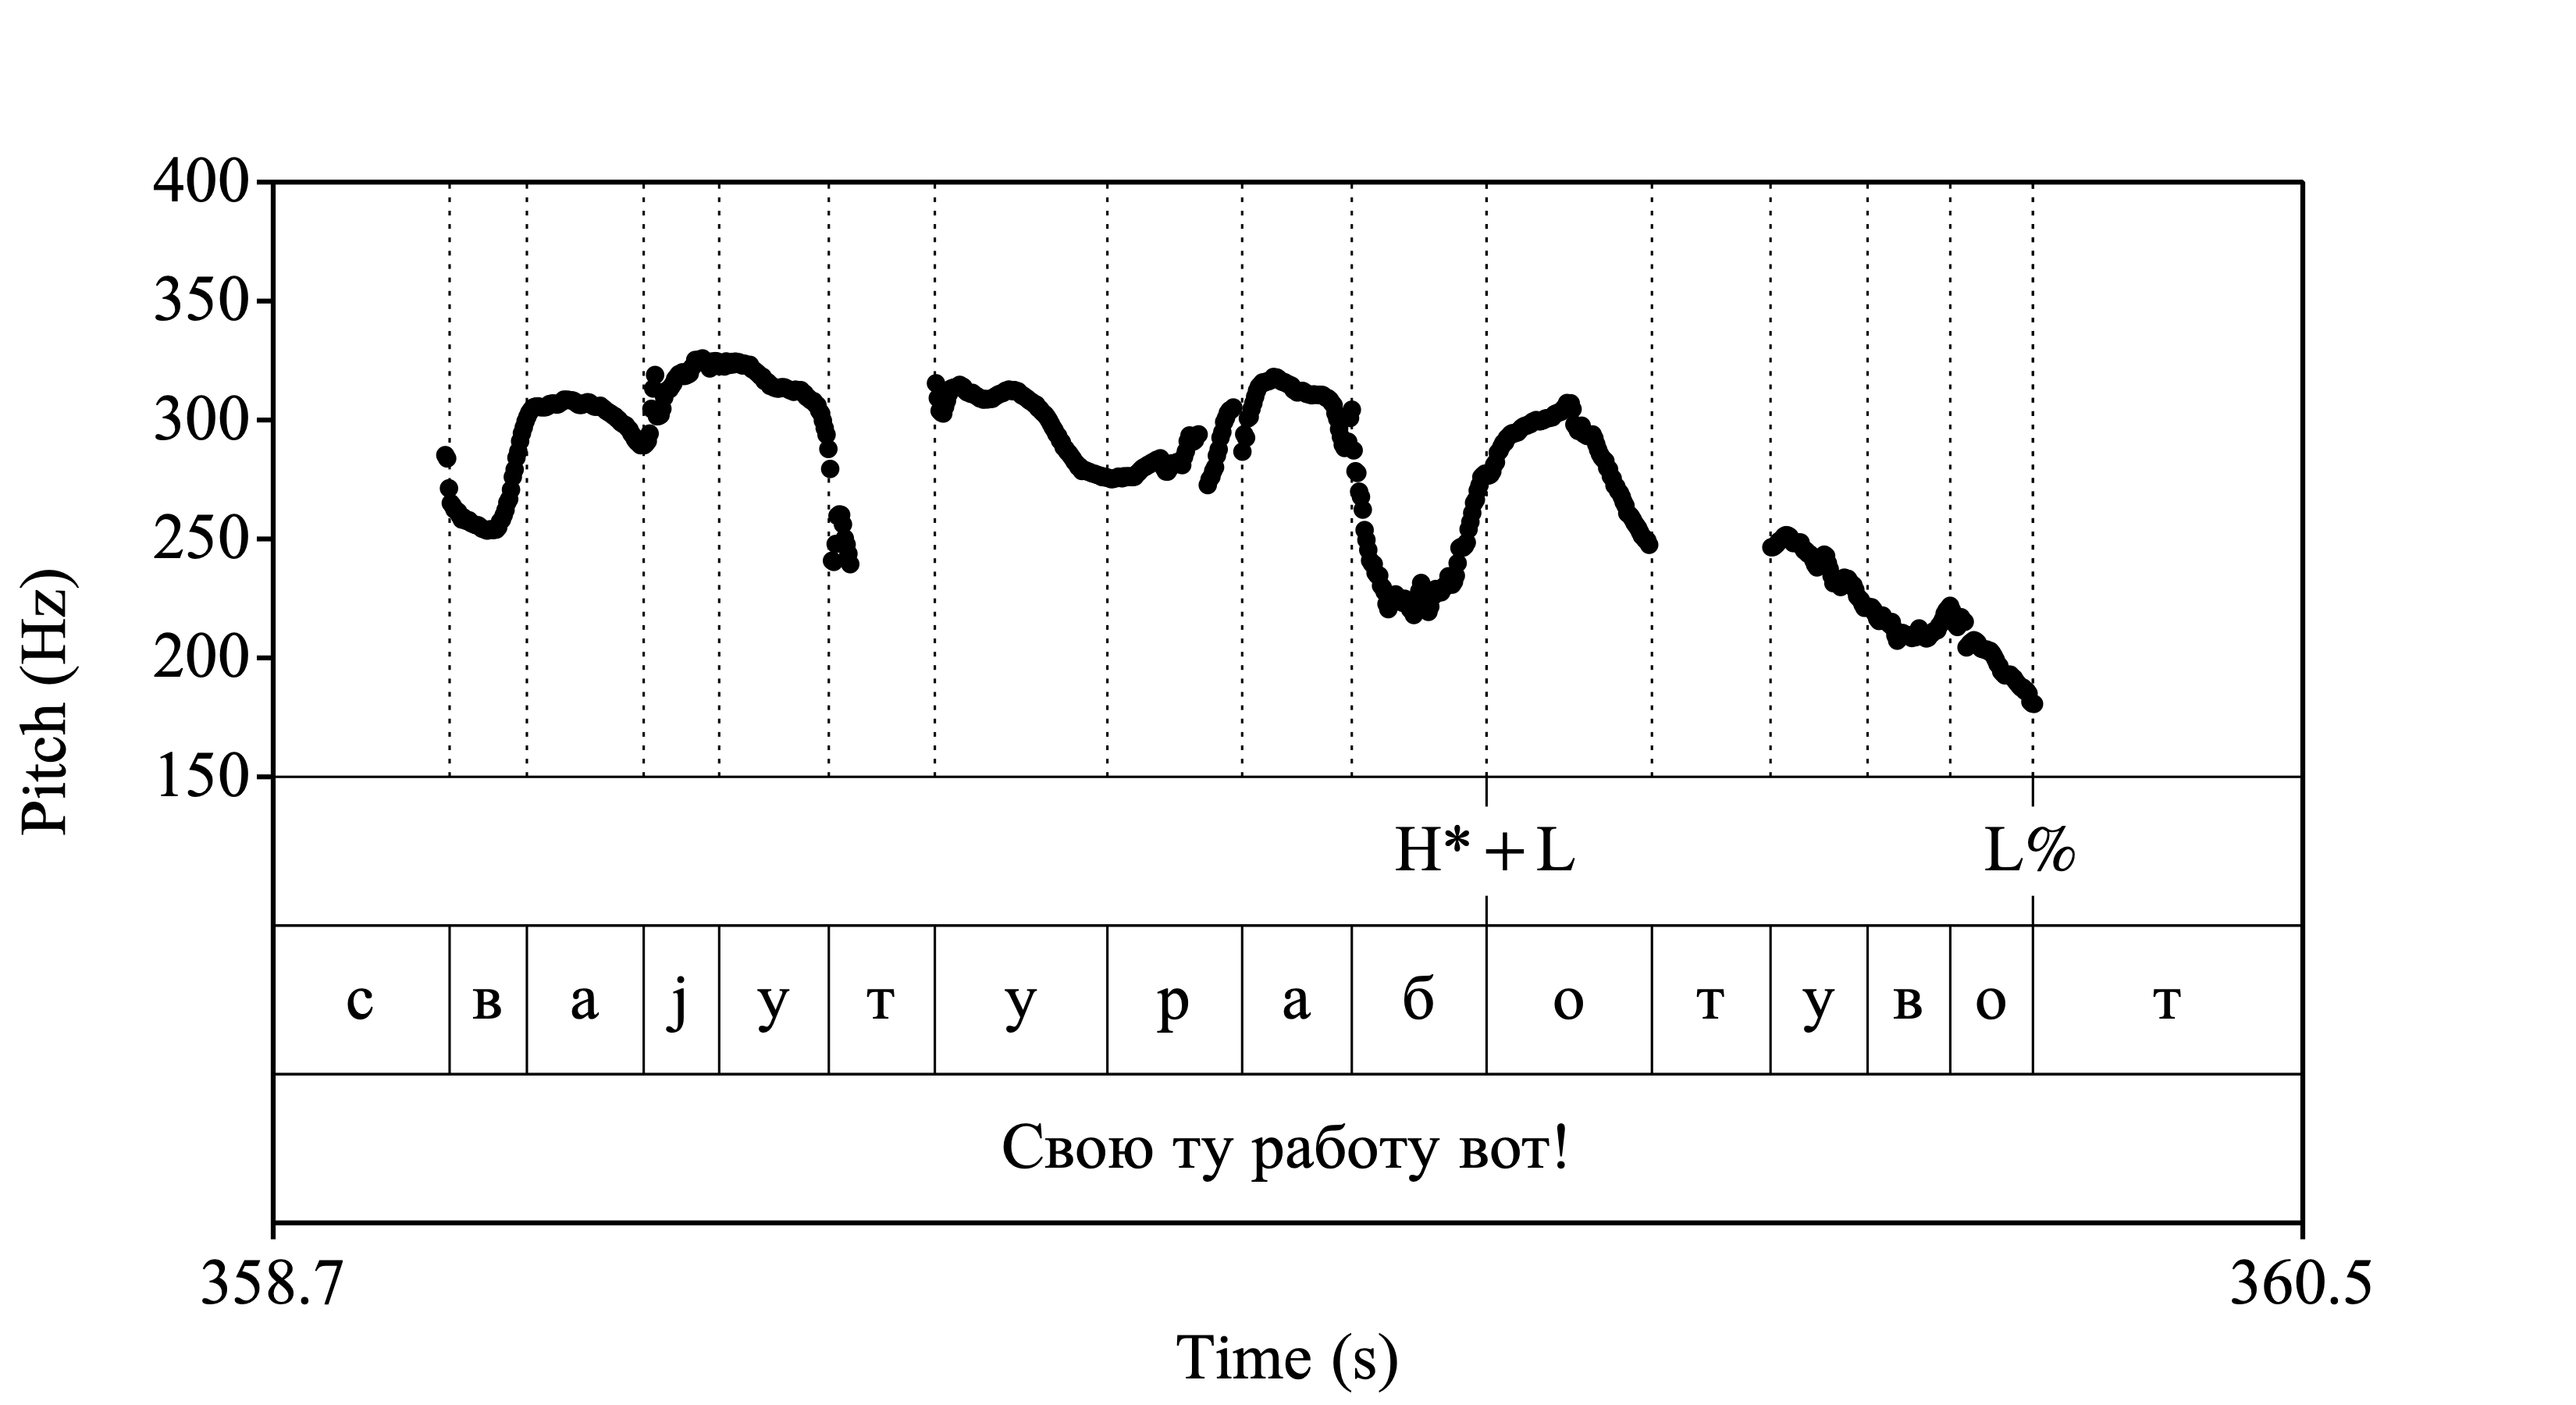 400
350
300
250
200
150
Pitch (Hz)
H* + L L%
с в а ј у т у р а б о т у в о т
Свою ту работу вот!
358.7 360.5
Time (s)